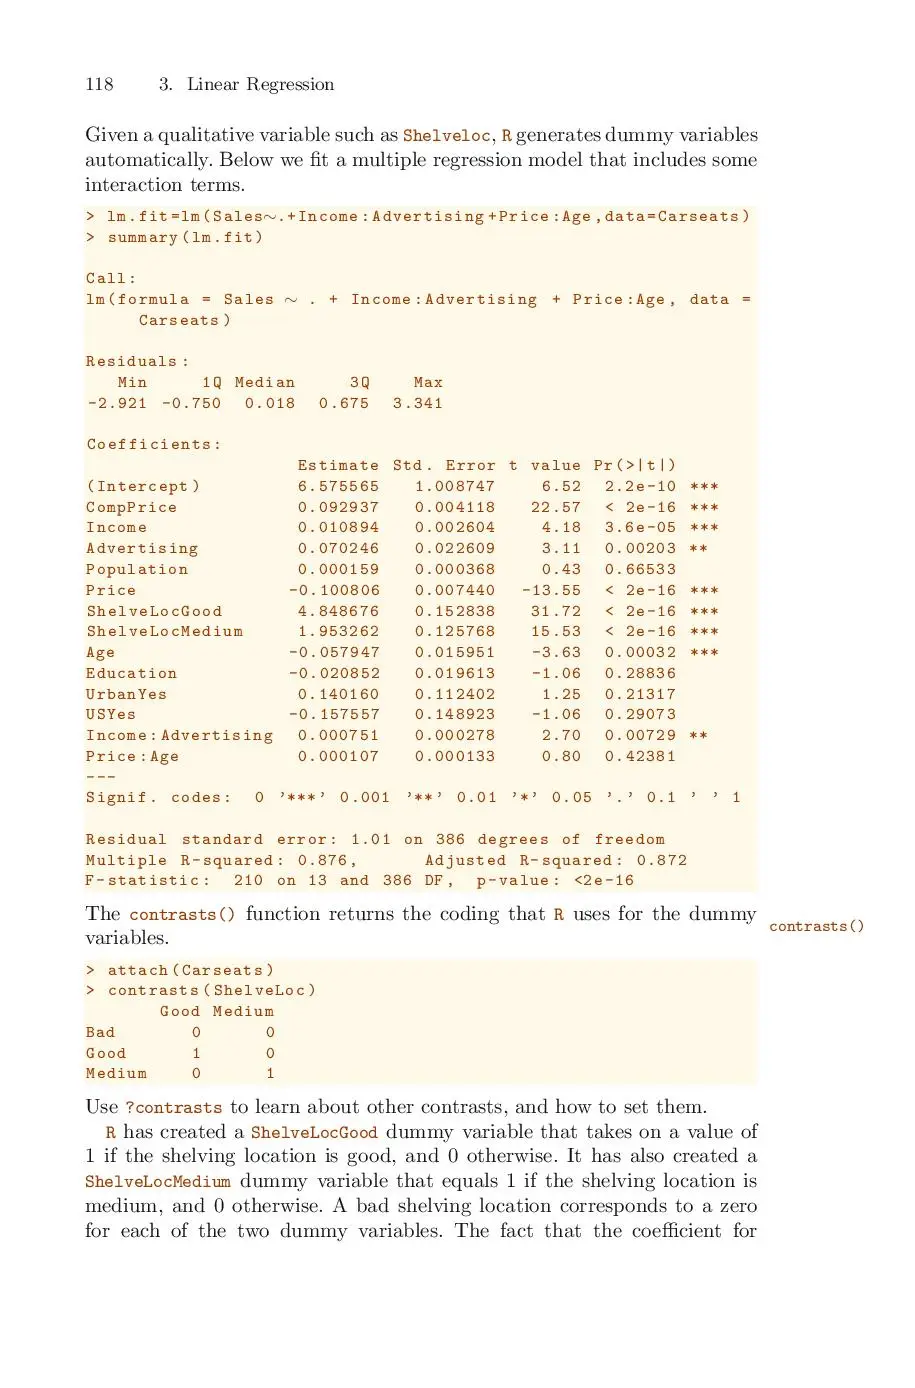 118 3. Linear Regression
Given a qualitative variable such as Shelveloc, R generates dummy variables
automatically. Below we fit a multiple regression model that includes some
interaction terms.
> lm.fit=lm(Sales∼.+Income:Advertising+Price:Age,data=Carseats)
> summary(lm.fit)
Call:
lm(formula = Sales ∼ . + Income:Advertising + Price:Age, data =
Carseats)
Residuals:
Min 1Q Median 3Q Max
-2.921 -0.750 0.018 0.675 3.341
Coefficients:
Estimate Std. Error t value Pr(>|t|)
(Intercept) 6.575565 1.008747 6.52 2.2e-10 ***
CompPrice 0.092937 0.004118 22.57 < 2e-16 ***
Income 0.010894 0.002604 4.18 3.6e-05 ***
Advertising 0.070246 0.022609 3.11 0.00203 **
Population 0.000159 0.000368 0.43 0.66533
Price -0.100806 0.007440 -13.55 < 2e-16 ***
ShelveLocGood 4.848676 0.152838 31.72 < 2e-16 ***
ShelveLocMedium 1.953262 0.125768 15.53 < 2e-16 ***
Age -0.057947 0.015951 -3.63 0.00032 ***
Education -0.020852 0.019613 -1.06 0.28836
UrbanYes 0.140160 0.112402 1.25 0.21317
USYes -0.157557 0.148923 -1.06 0.29073
Income:Advertising 0.000751 0.000278 2.70 0.00729 **
Price:Age 0.000107 0.000133 0.80 0.42381
---
Signif. codes: 0 ’***’ 0.001 ’**’ 0.01 ’*’ 0.05 ’.’ 0.1 ’ ’ 1
Residual standard error: 1.01 on 386 degrees of freedom
Multiple R-squared: 0.876, Adjusted R-squared: 0.872
F-statistic: 210 on 13 and 386 DF, p-value: <2e-16
The contrasts() function returns the coding that R uses for the dummy
contrasts()
variables.
> attach(Carseats)
> contrasts(ShelveLoc)
Good Medium
Bad 0 0
Good 1 0
Medium 0 1
Use ?contrasts to learn about other contrasts, and how to set them.
R has created a ShelveLocGood dummy variable that takes on a value of
1 if the shelving location is good, and 0 otherwise. It has also created a
ShelveLocMedium dummy variable that equals 1 if the shelving location is
medium, and 0 otherwise. A bad shelving location corresponds to a zero
for each of the two dummy variables. The fact that the coefficient for